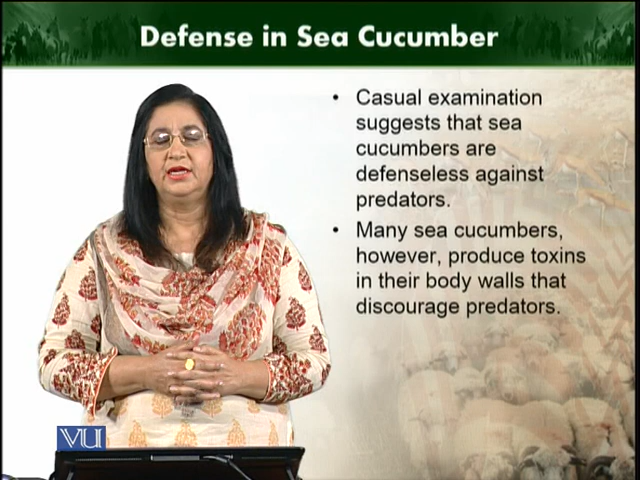 Defense in Sea Cucumber
• Casual examination
suggests that sea
cucumbers are
defenseless against
predators.
• Many sea cucumbers,
however, produce toxins
in their body walls that
discourage predators.
VU